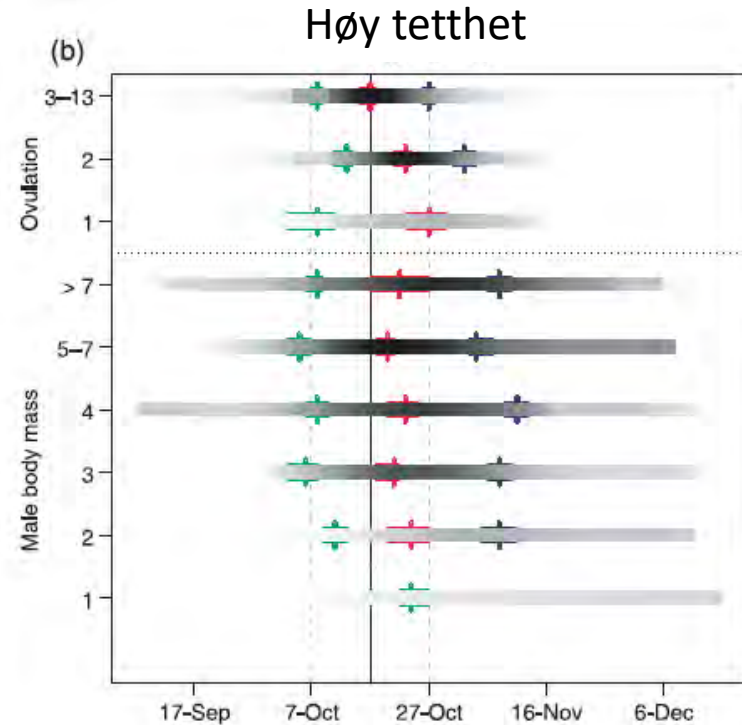 Høy tetthet
(b)
3–13
2
1
Ovulation
> 7
5–7
4
3
2
1
Male body mass
17-Sep 7-Oct 27-Oct 16-Nov 6-Dec